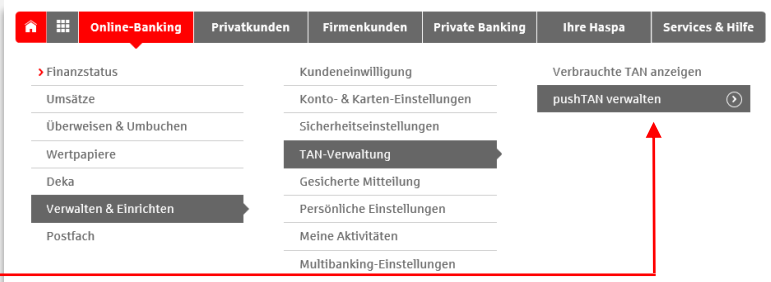 Online-Banking Privatkunden Firmenkunden Private Banking Ihre Haspa Services & Hilfe
Finanzstatus
Umsätze
Überweisen & Umbuchen
Wertpapiere
Deka
Verwalten & Einrichten
Postfach
Kundeneinwilligung
Konto- & Karten-Einstellungen
Sicherheitseinstellungen
TAN-Verwaltung
Gesicherte Mitteilung
Persönliche Einstellungen
Meine Aktivitäten
Multibanking-Einstellungen
Verbrauchte TAN anzeigen
pushTAN verwalten